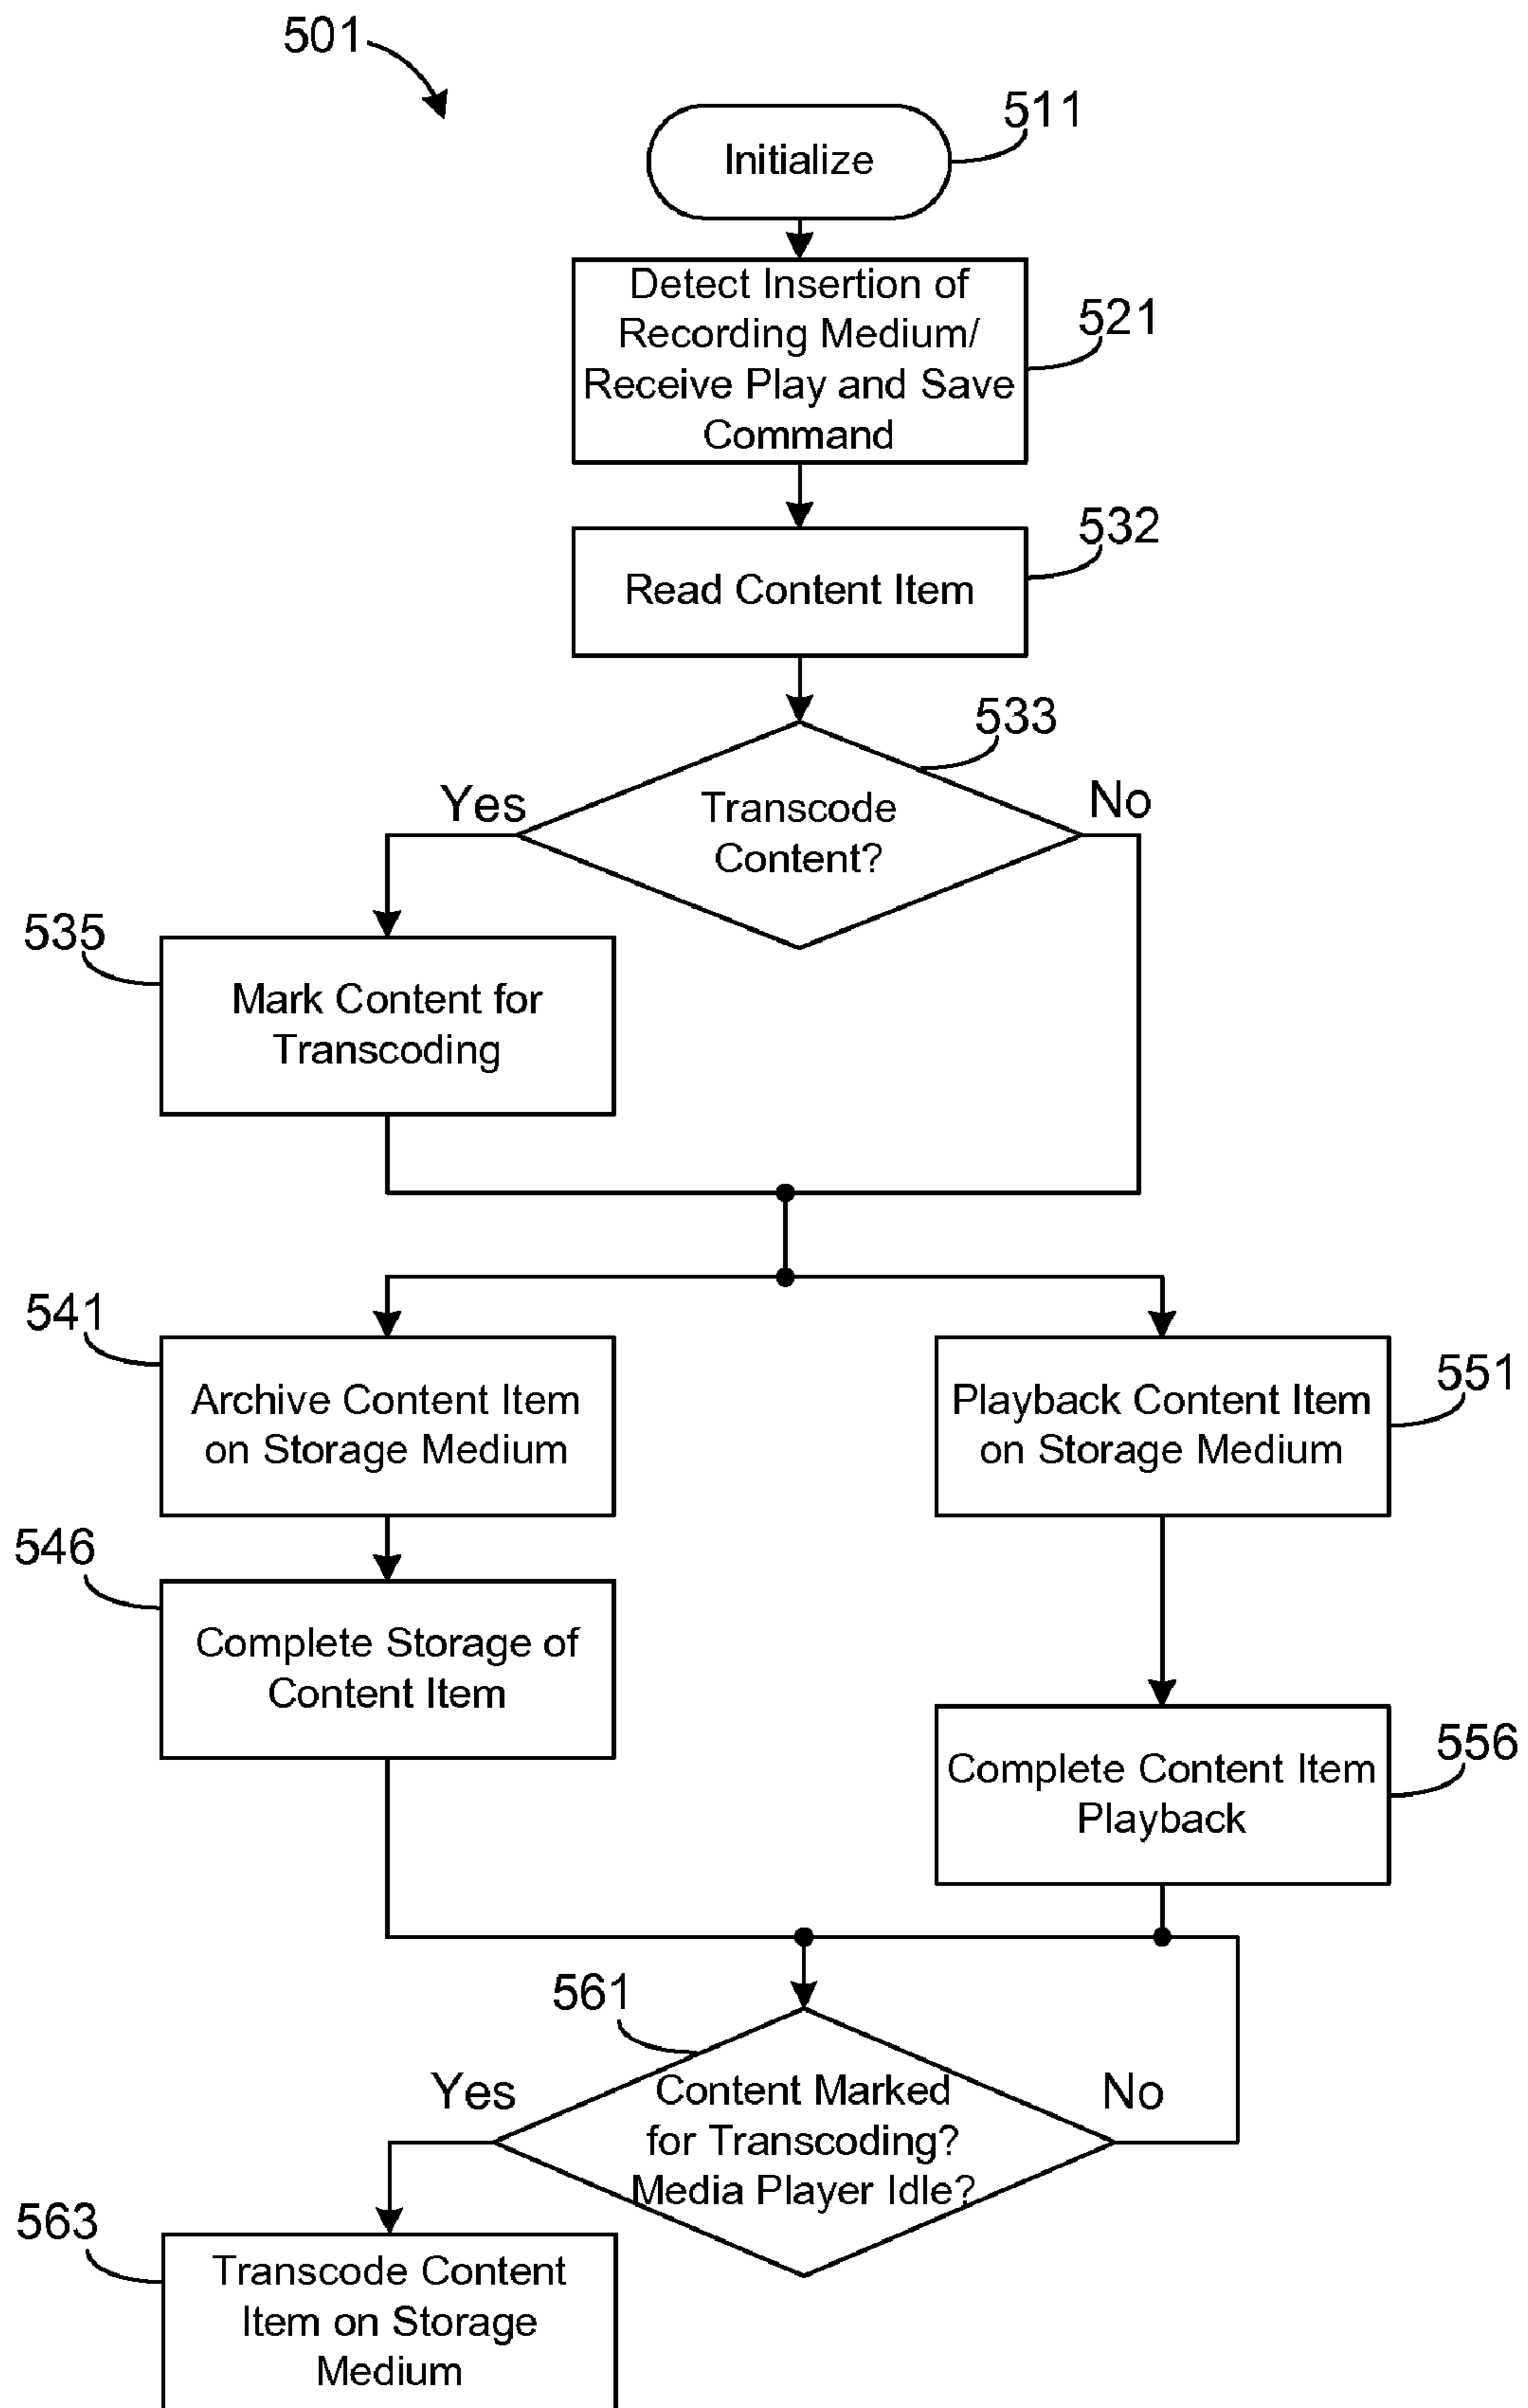 501
511
Initialize
Detect Insertion of
Recording Medium/
Receive Play and Save
Command
521
532
Read Content Item
533
Yes
No
Transcode
Content?
535
Mark Content for
Transcoding
541
Archive Content Item
on Storage Medium
Playback Content Item
on Storage Medium
551
546
Complete Storage of
Content Item
Complete Content Item
Playback
556
561
Yes
No
Content Marked
for Transcoding?
Media Player Idle?
563
Transcode Content
Item on Storage
Medium